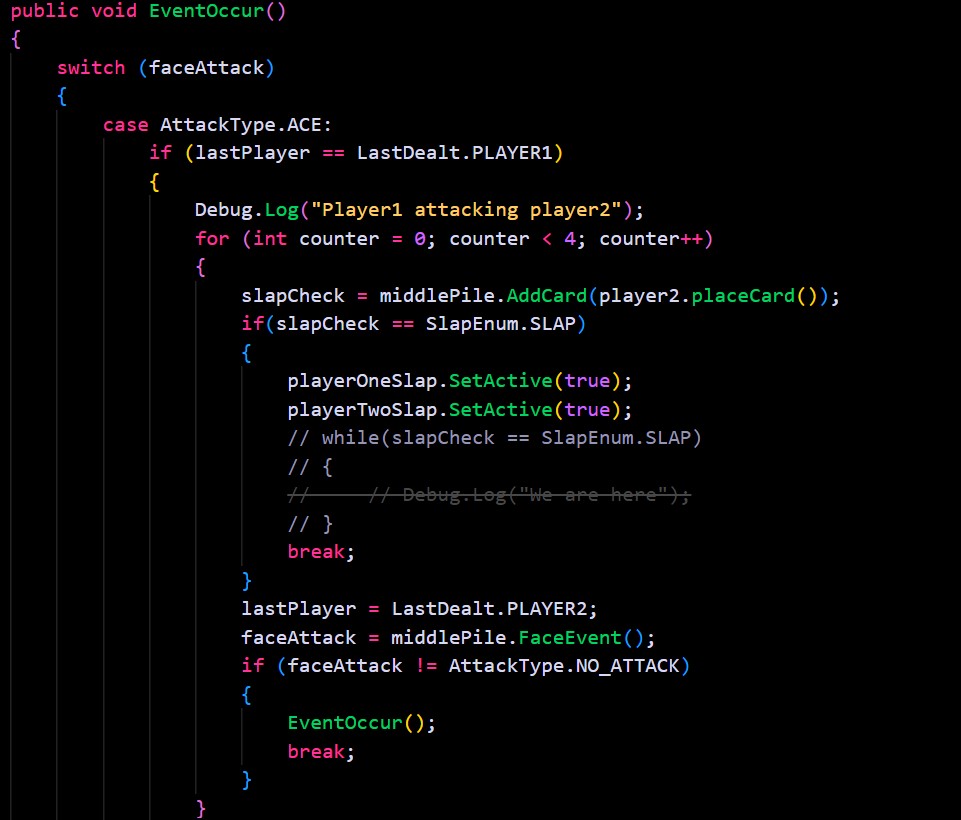 public void EventOccur()
{
    switch (faceAttack)
    {
        case AttackType.ACE:
            if (lastPlayer == LastDealt.PLAYER1)
            {
                Debug.Log("Player1 attacking player2");
                for (int counter = 0; counter < 4; counter++)
                {
                    slapCheck = middlePile.AddCard(player2.placeCard());
                    if(slapCheck == SlapEnum.SLAP)
                    {
                        playerOneSlap.SetActive(true);
                        playerTwoSlap.SetActive(true);
                        // while(slapCheck == SlapEnum.SLAP)
                        // {
                        //     // Debug.Log("We are here");
                        // }
                        break;
                    }
                    lastPlayer = LastDealt.PLAYER2;
                    faceAttack = middlePile.FaceEvent();
                    if (faceAttack != AttackType.NO_ATTACK)
                    {
                        EventOccur();
                        break;
                    }
                }